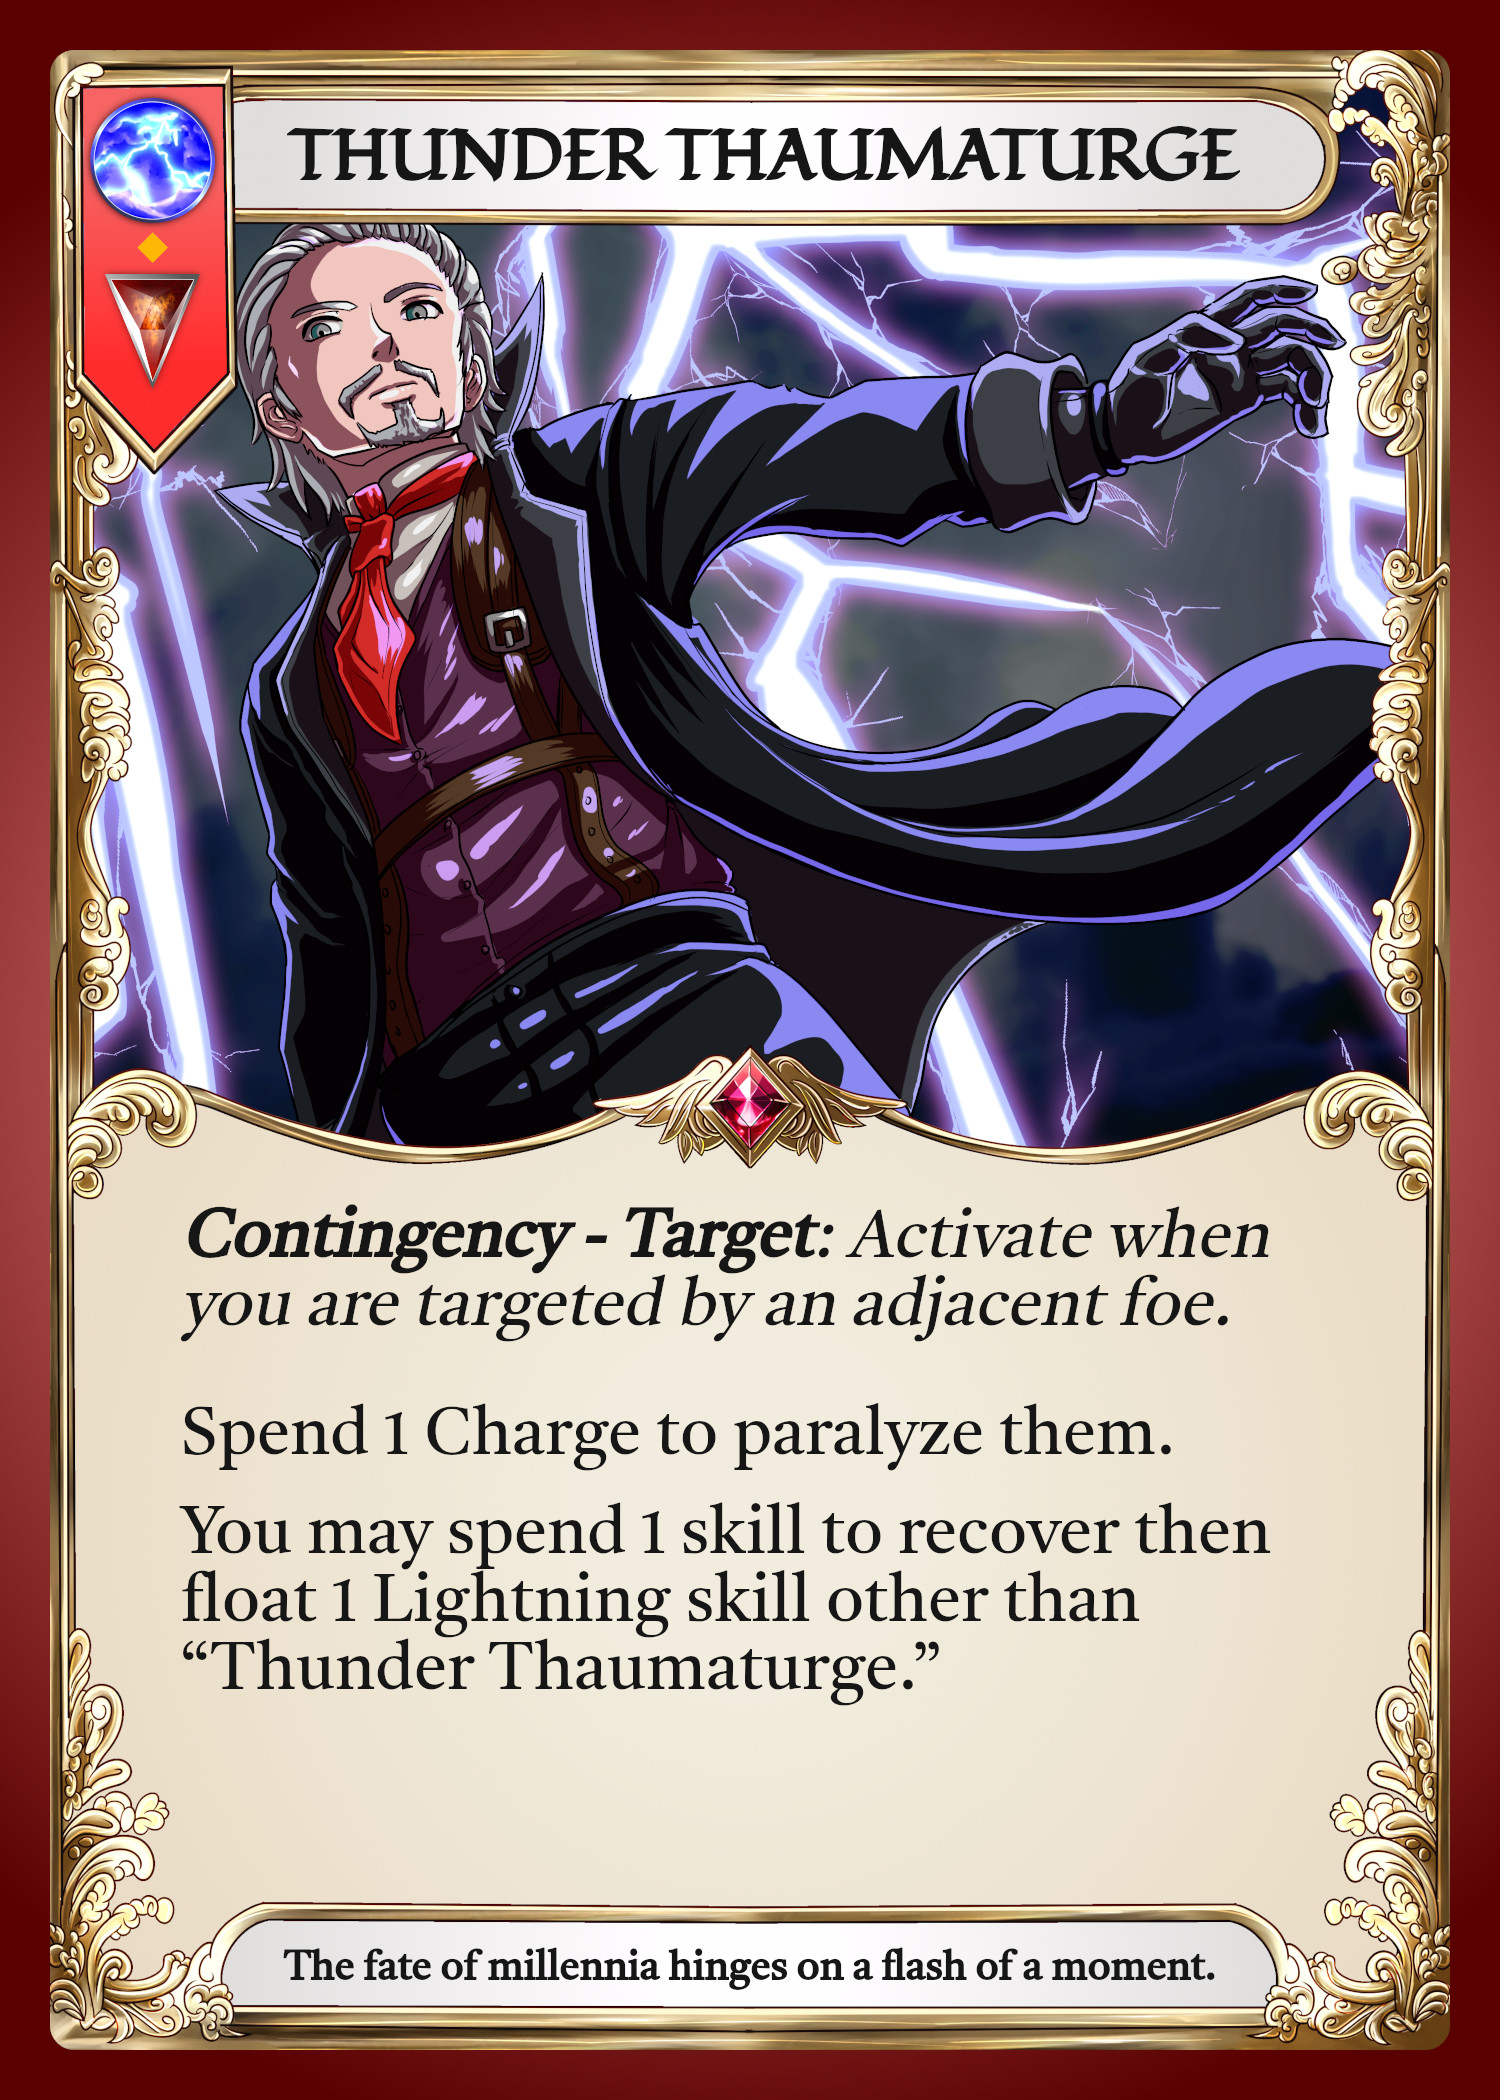 THUNDER THAUMATURGE
Contingency - Target: Activate when
you are targeted by an adjacent foe.
Spend 1 Charge to paralyze them.
You may spend 1 skill to recover then
float 1 Lightning skill other than
“Thunder Thaumaturge.”
The fate of millennia hinges on a flash of a moment.